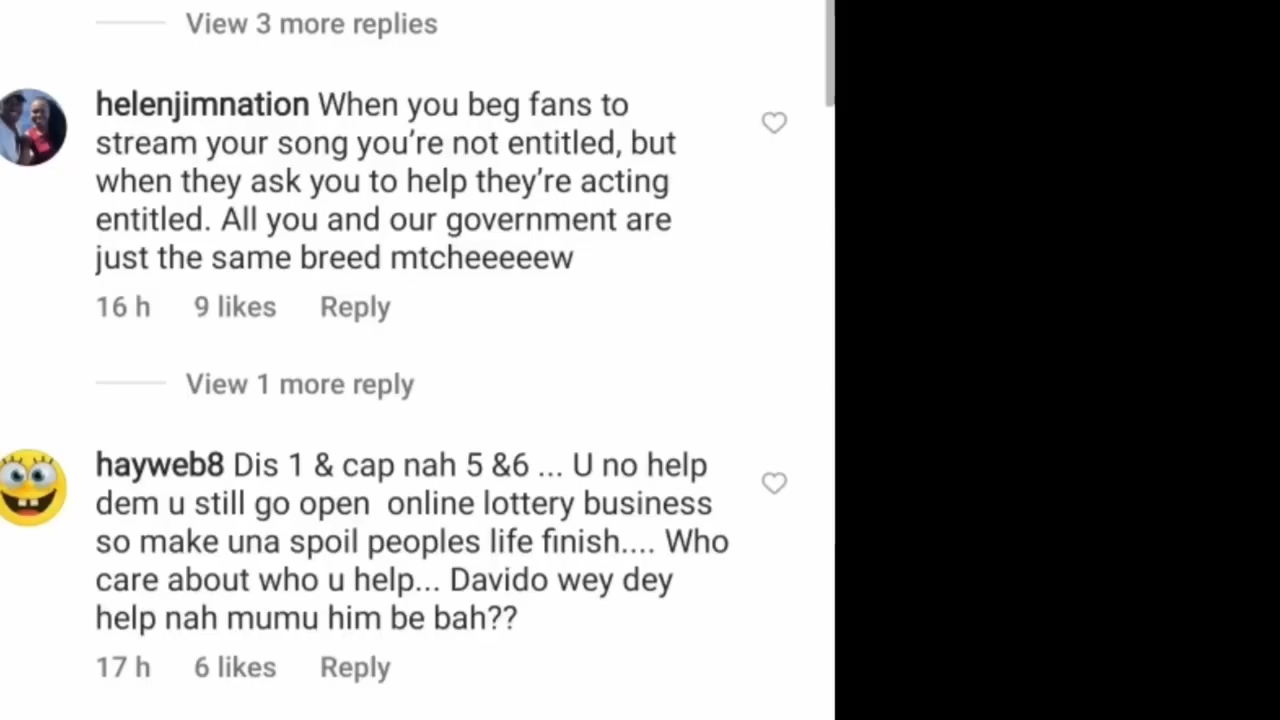 View 3 more replies
helenjimnation When you beg fans to
stream your song you're not entitled, but
when they ask you to help they're acting
entitled. All you and our government are
just the same breed mtcheeeeew
16 h 9 likes Reply
View 1 more reply
hayweb8 Dis 1 & cap nah 5 &6 ... U no help
dem u still go open  online lottery business
so make una spoil peoples life finish.... Who
care about who u help... Davido wey dey
help nah mumu him be bah??
17 h 6 likes Reply